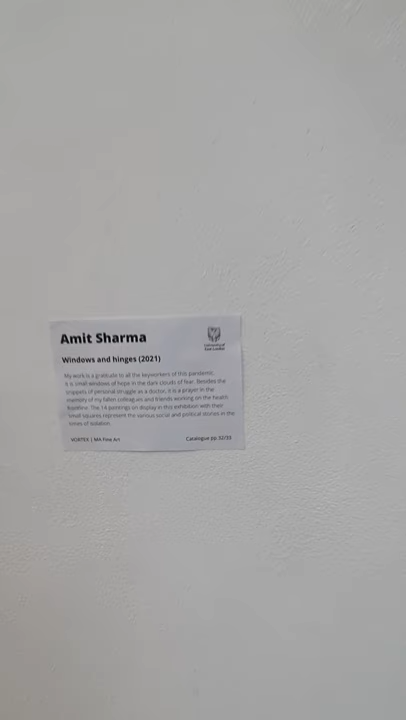 Amit Sharma
University of
East London
Windows and hinges (2021)
My work is a gratitude to all the keyworkers of this pandemic.
It is small windows of hope in the dark clouds of fear. Besides the
snippets of personal struggle as a doctor, it is a prayer in the
memory of my fallen colleagues and friends working on the health
frontline. The 14 paintings on display in this exhibition with their
small squares represent the various social and political stories in the
times of isolation.
VORTEX | MA Fine Art
Catalogue pp. 32/33